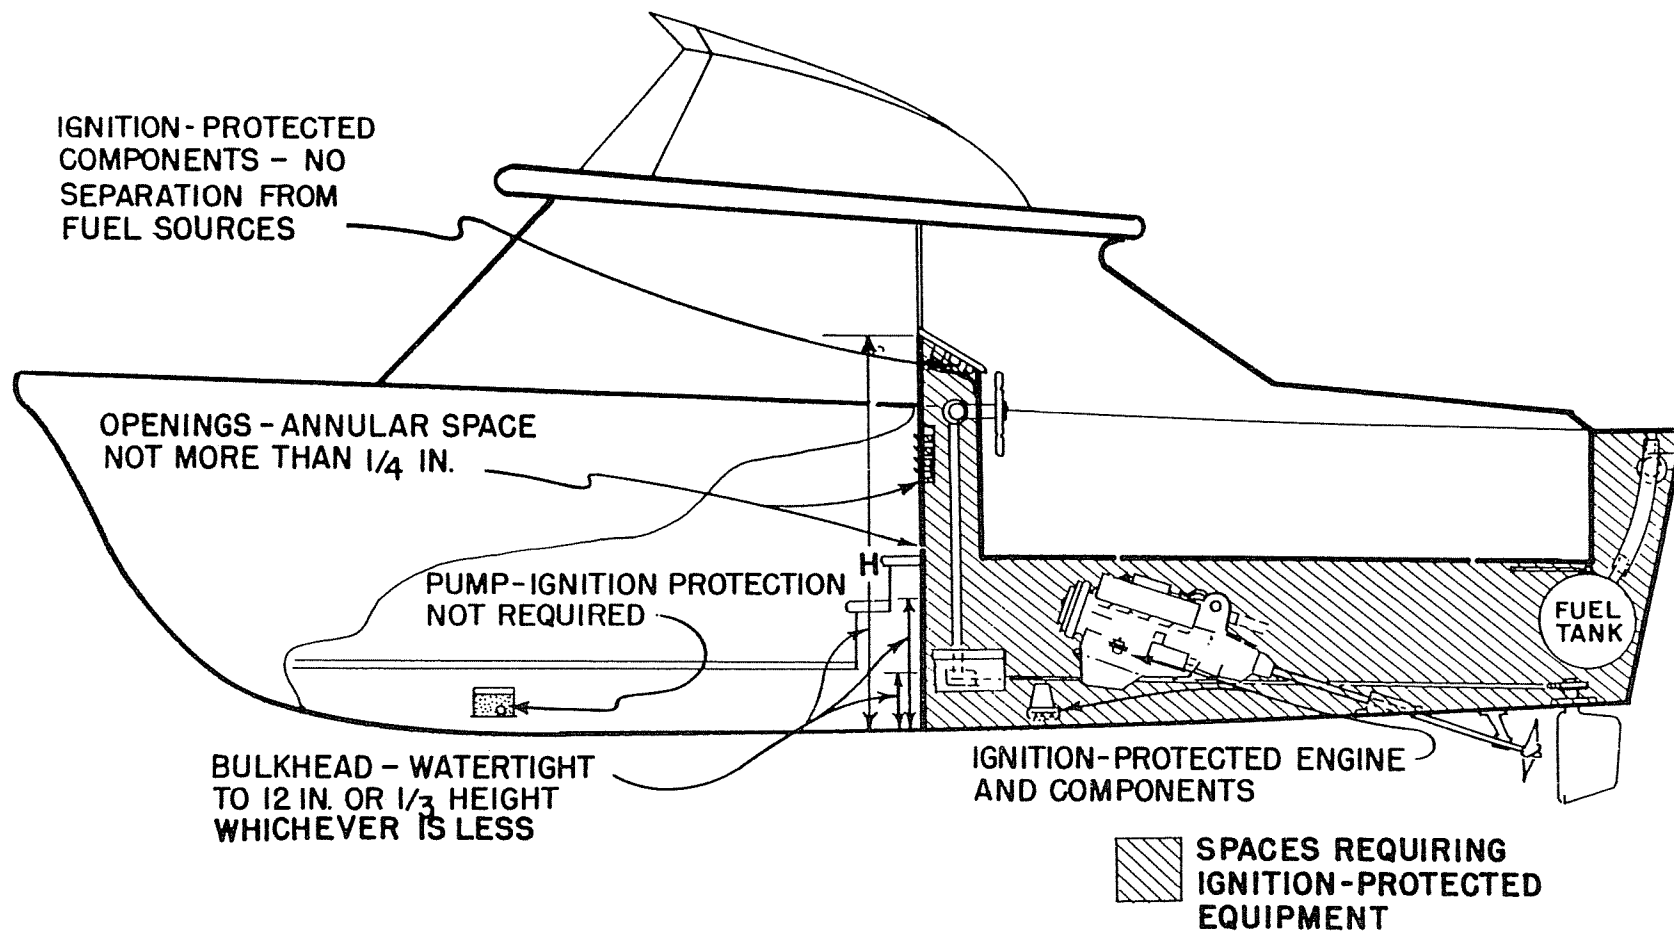 IGNITION-PROTECTED
COMPONENTS - NO
SEPARATION FROM
FUEL SOURCES
OPENINGS - ANNULAR SPACE
NOT MORE THAN 1/4 IN.
H
PUMP-IGNITION PROTECTION
NOT REQUIRED
FUEL
TANK
BULKHEAD - WATERTIGHT
TO 12 IN. OR 1/3 HEIGHT
WHICHEVER IS LESS
IGNITION-PROTECTED ENGINE
AND COMPONENTS
SPACES REQUIRING
IGNITION-PROTECTED
EQUIPMENT